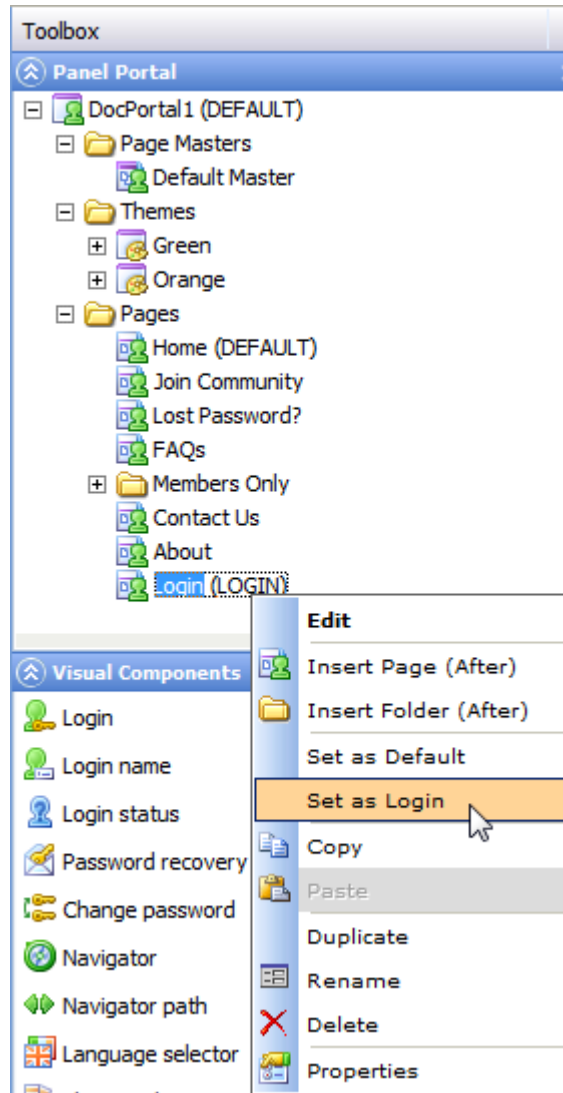 Toolbox
Panel Portal
DocPortal1 (DEFAULT)
Page Masters
Default Master
Themes
Green
Orange
Pages
Home (DEFAULT)
Join Community
Lost Password?
FAQs
Members Only
Contact Us
About
Login (LOGIN)
Edit
Insert Page (After)
Insert Folder (After)
Set as Default
Set as Login
Copy
Paste
Duplicate
Rename
Delete
Properties
Visual Components
Login
Login name
Login status
Password recovery
Change password
Navigator
Navigator path
Language selector